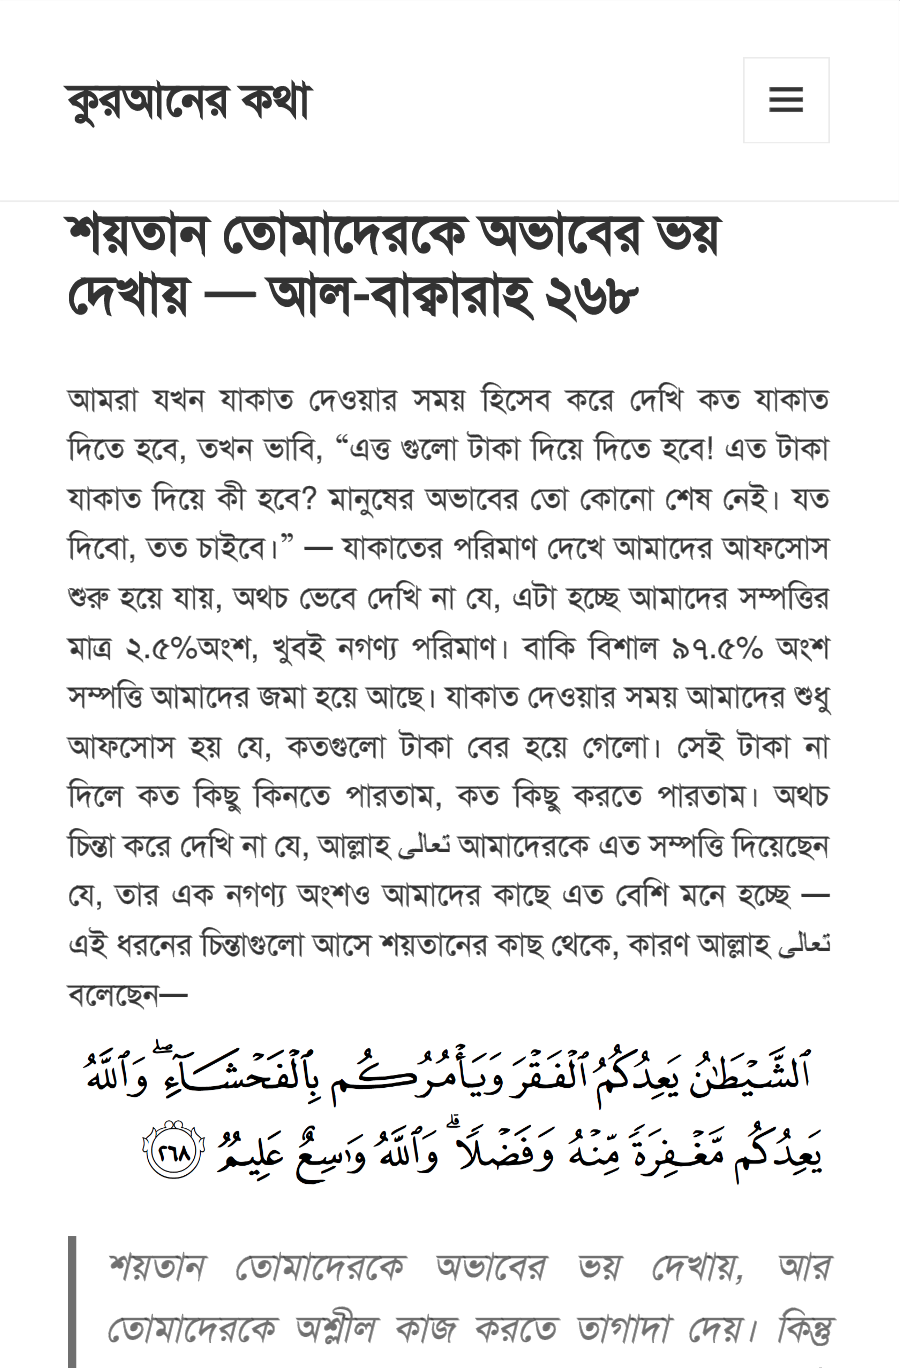 কুরআনের কথা
শয়তান তোমাদেরকে অভাবের ভয়
দেখায় — আল-বাক্বারাহ ২৬৮
আমরা যখন যাকাত দেওয়ার সময় হিসেব করে দেখি কত যাকাত
দিতে হবে, তখন ভাবি, “এত্ত গুলো টাকা দিয়ে দিতে হবে! এত টাকা
যাকাত দিয়ে কী হবে? মানুষের অভাবের তো কোনো শেষ নেই। যত
দিবো, তত চাইবে।” — যাকাতের পরিমাণ দেখে আমাদের আফসোস
শুরু হয়ে যায়, অথচ ভেবে দেখি না যে, এটা হচ্ছে আমাদের সম্পত্তির
মাত্র ২.৫%অংশ, খুবই নগণ্য পরিমাণ। বাকি বিশাল ৯৭.৫% অংশ
সম্পত্তি আমাদের জমা হয়ে আছে। যাকাত দেওয়ার সময় আমাদের শুধু
আফসোস হয় যে, কতগুলো টাকা বের হয়ে গেলো। সেই টাকা না
দিলে কত কিছু কিনতে পারতাম, কত কিছু করতে পারতাম। অথচ
চিন্তা করে দেখি না যে, আল্লাহ تعالى আমাদেরকে এত সম্পত্তি দিয়েছেন
যে, তার এক নগণ্য অংশও আমাদের কাছে এত বেশি মনে হচ্ছে —
এই ধরনের চিন্তাগুলো আসে শয়তানের কাছ থেকে, কারণ আল্লাহ تعالى
বলেছেন—
ٱلشَّيْطَٰنُ يَعِدُكُمُ ٱلْفَقْرَ وَيَأْمُرُكُم بِٱلْفَحْشَآءِ ۖ وَٱللَّهُ
يَعِدُكُم مَّغْفِرَةً مِّنْهُ وَفَضْلًا ۗ وَٱللَّهُ وَٰسِعٌ عَلِيمٌ ٢٦٨
শয়তান তোমাদেরকে অভাবের ভয় দেখায়, আর
তোমাদেরকে অশ্লীল কাজ করতে তাগাদা দেয়। কিন্তু